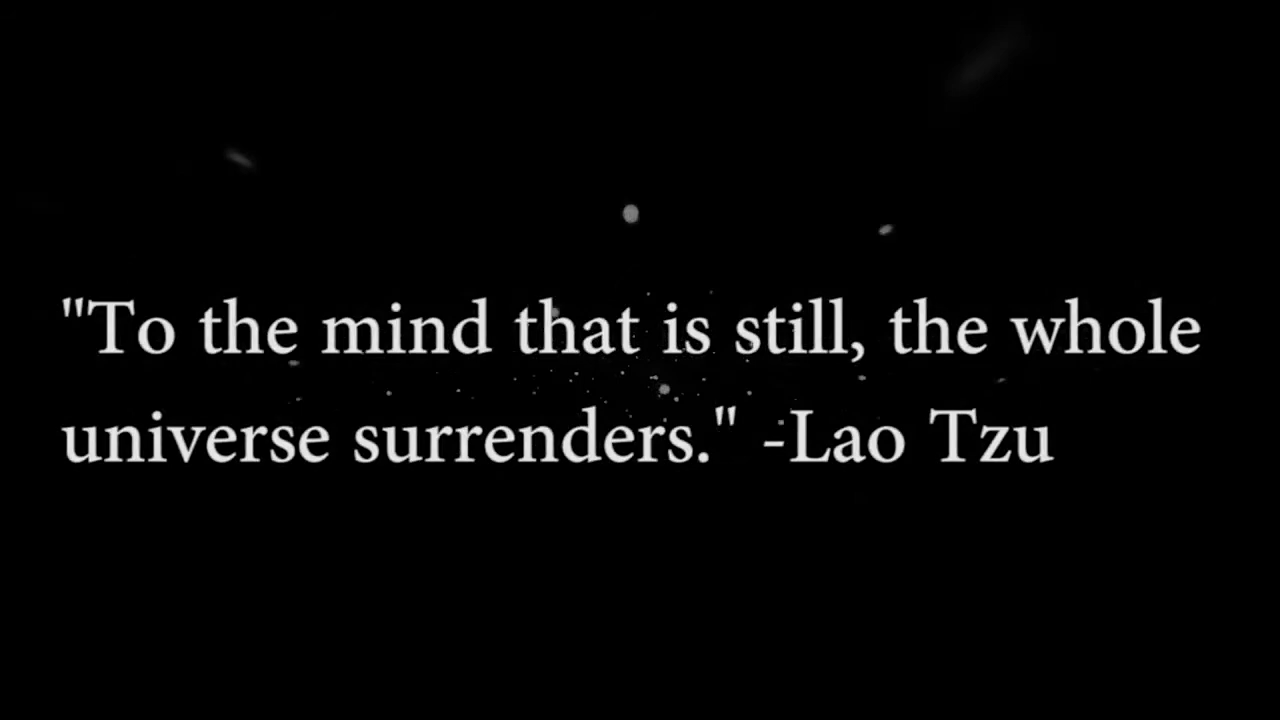 "To the mind that is still, the whole
universe surrenders." -Lao Tzu